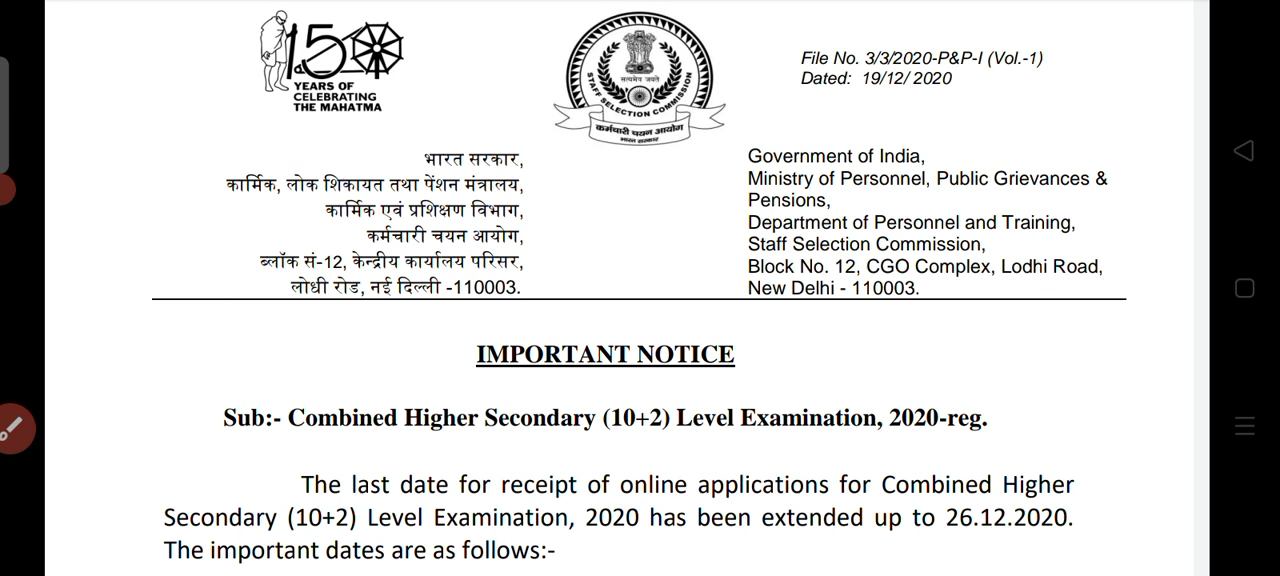 150
YEARS OF
CELEBRATING
THE MAHATMA
सत्यमेव जयते
STAFF SELECTION COMMISSION
कर्मचारी चयन आयोग
भारत सरकार
File No. 3/3/2020-P&P-I (Vol.-1)
Dated: 19/12/ 2020
भारत सरकार,
कार्मिक, लोक शिकायत तथा पेंशन मंत्रालय,
कार्मिक एवं प्रशिक्षण विभाग,
कर्मचारी चयन आयोग,
ब्लॉक सं-12, केन्द्रीय कार्यालय परिसर,
लोधी रोड, नई दिल्ली -110003.
Government of India,
Ministry of Personnel, Public Grievances &
Pensions,
Department of Personnel and Training,
Staff Selection Commission,
Block No. 12, CGO Complex, Lodhi Road,
New Delhi - 110003.
IMPORTANT NOTICE
Sub:- Combined Higher Secondary (10+2) Level Examination, 2020-reg.
The last date for receipt of online applications for Combined Higher
Secondary (10+2) Level Examination, 2020 has been extended up to 26.12.2020.
The important dates are as follows:-